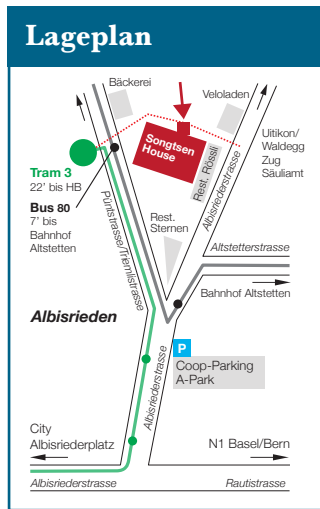 Lageplan
Bäckerei
Veloladen
Songtsen
House
Rest. Rössli
Albisriederstrasse
Uitikon/
Waldegg
Zug
Säuliamt
Tram 3
22’ bis HB
Bus 80
7’ bis
Bahnhof
Altstetten
Püntstrasse/Triemlistrasse
Rest.
Sternen
Altstetterstrasse
Bahnhof Altstetten
Albisrieden
P
Coop-Parking
A-Park
Albisriederstrasse
City
Albisriederplatz
N1 Basel/Bern
Albisriederstrasse
Rautistrasse